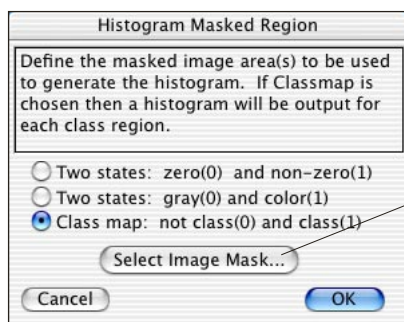 Histogram Masked Region
Define the masked image area(s) to be used
to generate the histogram. If Classmap is
chosen then a histogram will be output for
each class region.
Two states: zero(0) and non-zero(1)
Two states: gray(0) and color(1)
Class map: not class(0) and class(1)
Select Image Mask...
Cancel OK